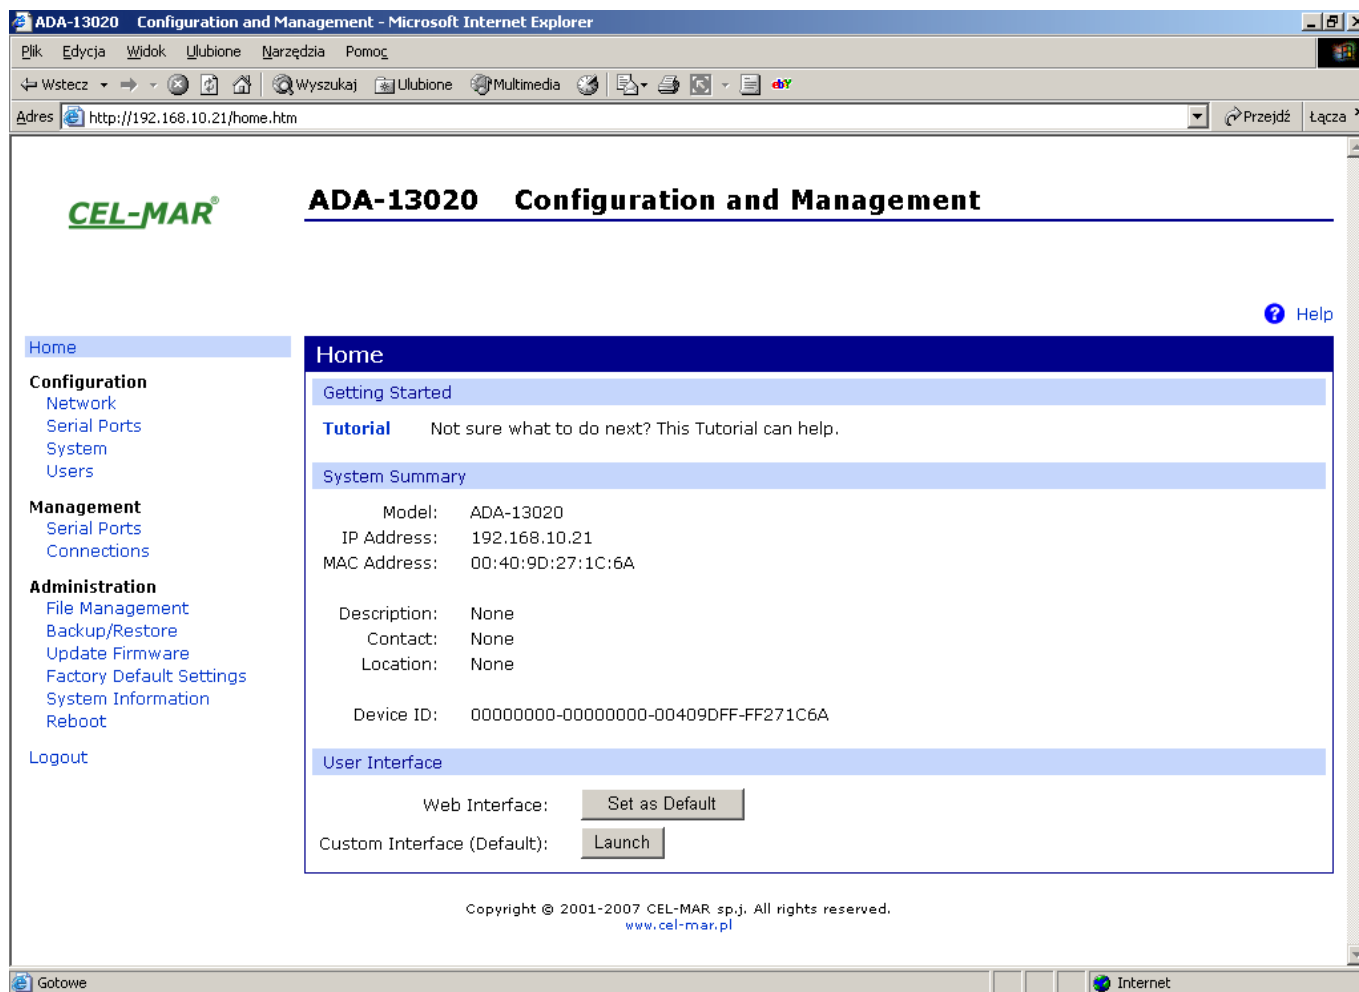 ADA-13020 Configuration and Management - Microsoft Internet Explorer
Plik Edycja Widok Ulubione Narzędzia Pomoc
Wstecz Wyszukaj Ulubione Multimedia ebY
Adres http://192.168.10.21/home.htm Przejdź Łącza
CEL-MAR®
ADA-13020 Configuration and Management
? Help
Home
Configuration
Network
Serial Ports
System
Users
Management
Serial Ports
Connections
Administration
File Management
Backup/Restore
Update Firmware
Factory Default Settings
System Information
Reboot
Logout
Home
Getting Started
Tutorial Not sure what to do next? This Tutorial can help.
System Summary
Model: ADA-13020
IP Address: 192.168.10.21
MAC Address: 00:40:9D:27:1C:6A
Description: None
Contact: None
Location: None
Device ID: 00000000-00000000-00409DFF-FF271C6A
User Interface
Web Interface: Set as Default
Custom Interface (Default): Launch
Copyright © 2001-2007 CEL-MAR sp.j. All rights reserved.
www.cel-mar.pl
Gotowe Internet